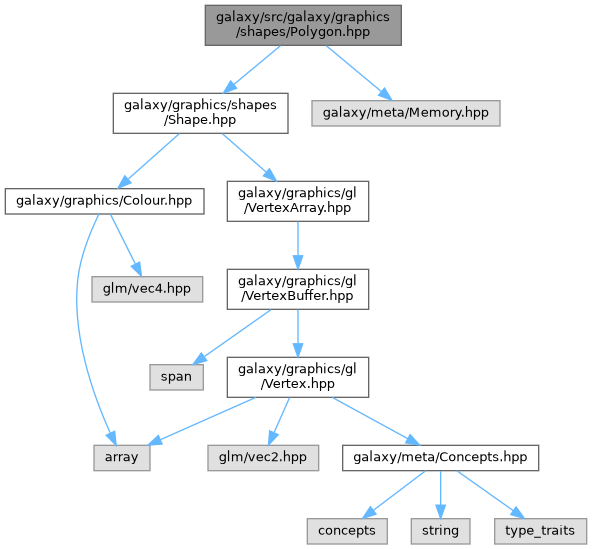 galaxy/src/galaxy/graphics
/shapes/Polygon.hpp
galaxy/graphics/shapes
/Shape.hpp
galaxy/meta/Memory.hpp
galaxy/graphics/Colour.hpp
galaxy/graphics/gl
/VertexArray.hpp
glm/vec4.hpp
galaxy/graphics/gl
/VertexBuffer.hpp
span
galaxy/graphics/gl
/Vertex.hpp
array
glm/vec2.hpp
galaxy/meta/Concepts.hpp
concepts
string
type_traits